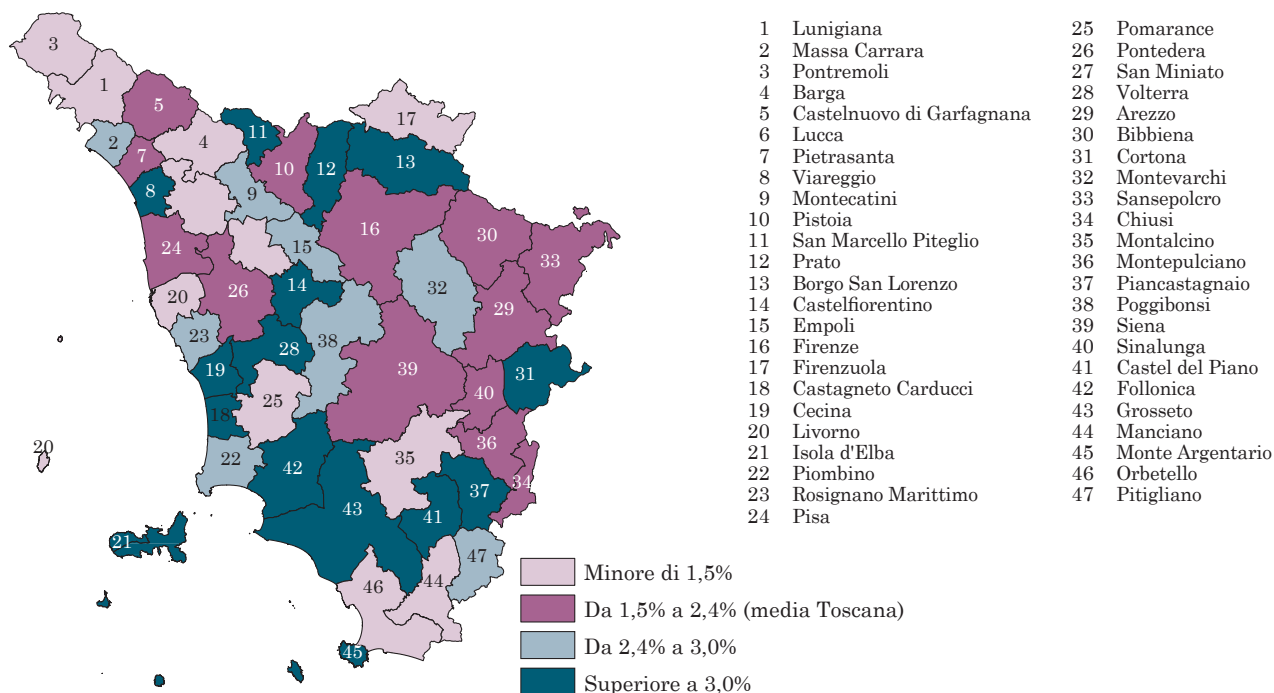 3
1
5
2
7
4
11
17
8
9
10
12
13
24
15
16
30
33
20
26
14
32
29
23
28
38
19
39
31
25
40
18
20
22
42
35
36
34
37
43
41
21
47
46
44
45
1 Lunigiana
2 Massa Carrara
3 Pontremoli
4 Barga
5 Castelnuovo di Garfagnana
6 Lucca
7 Pietrasanta
8 Viareggio
9 Montecatini
10 Pistoia
11 San Marcello Piteglio
12 Prato
13 Borgo San Lorenzo
14 Castelfiorentino
15 Empoli
16 Firenze
17 Firenzuola
18 Castagneto Carducci
19 Cecina
20 Livorno
21 Isola d'Elba
22 Piombino
23 Rosignano Marittimo
24 Pisa
25 Pomarance
26 Pontedera
27 San Miniato
28 Volterra
29 Arezzo
30 Bibbiena
31 Cortona
32 Montevarchi
33 Sansepolcro
34 Chiusi
35 Montalcino
36 Montepulciano
37 Piancastagnaio
38 Poggibonsi
39 Siena
40 Sinalunga
41 Castel del Piano
42 Follonica
43 Grosseto
44 Manciano
45 Monte Argentario
46 Orbetello
47 Pitigliano
Minore di 1,5%
Da 1,5% a 2,4% (media Toscana)
Da 2,4% a 3,0%
Superiore a 3,0%